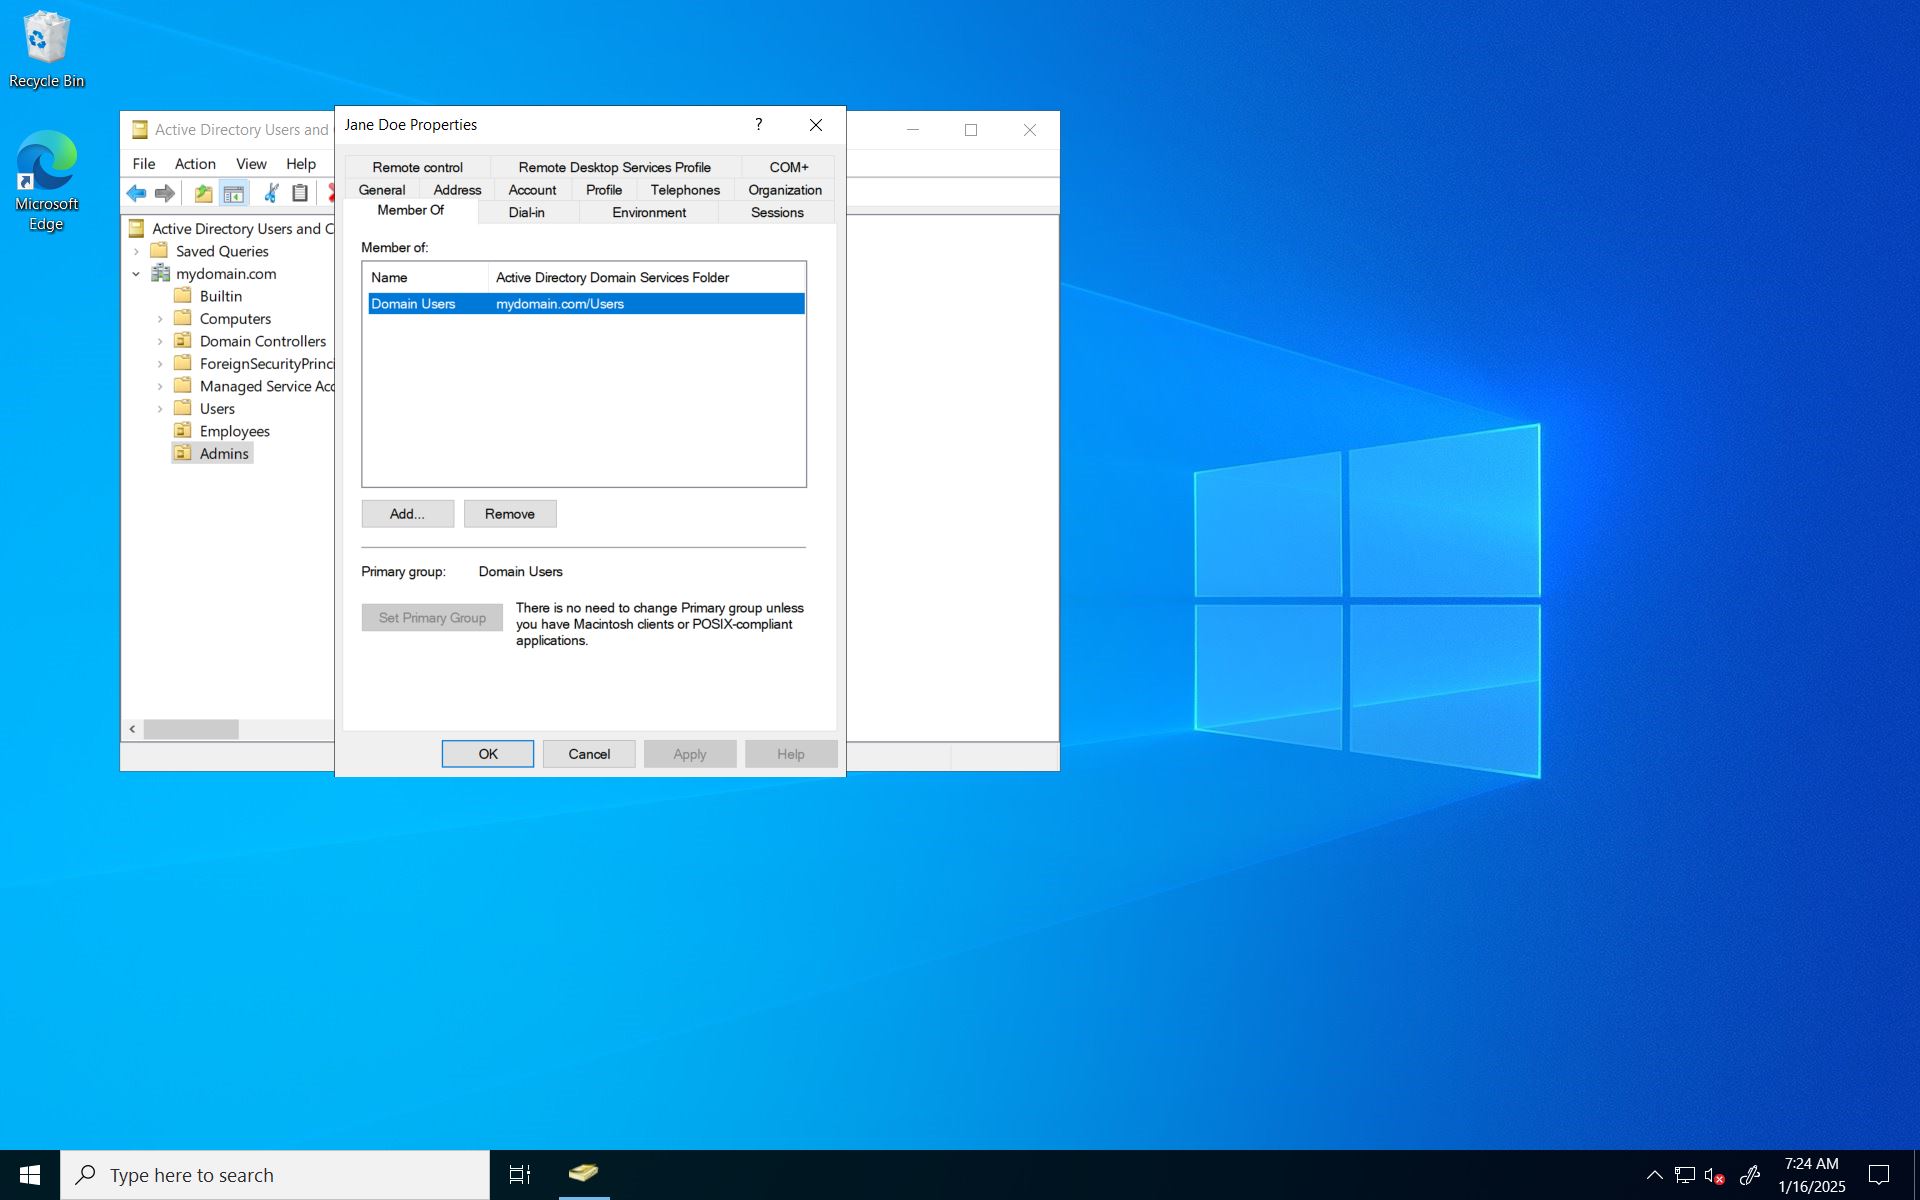 Recycle Bin
Microsoft
Edge
Active Directory Users and
File Action View Help
Active Directory Users and C
Saved Queries
mydomain.com
Builtin
Computers
Domain Controllers
ForeignSecurityPrinci
Managed Service Acc
Users
Employees
Admins
Jane Doe Properties
?
Remote control Remote Desktop Services Profile COM+
General Address Account Profile Telephones Organization
Member Of Dial-in Environment Sessions
Member of:
Name Active Directory Domain Services Folder
Domain Users mydomain.com/Users
Add... Remove
Primary group: Domain Users
Set Primary Group
There is no need to change Primary group unless
you have Macintosh clients or POSIX-compliant
applications.
OK Cancel Apply Help
Type here to search
7:24 AM
1/16/2025